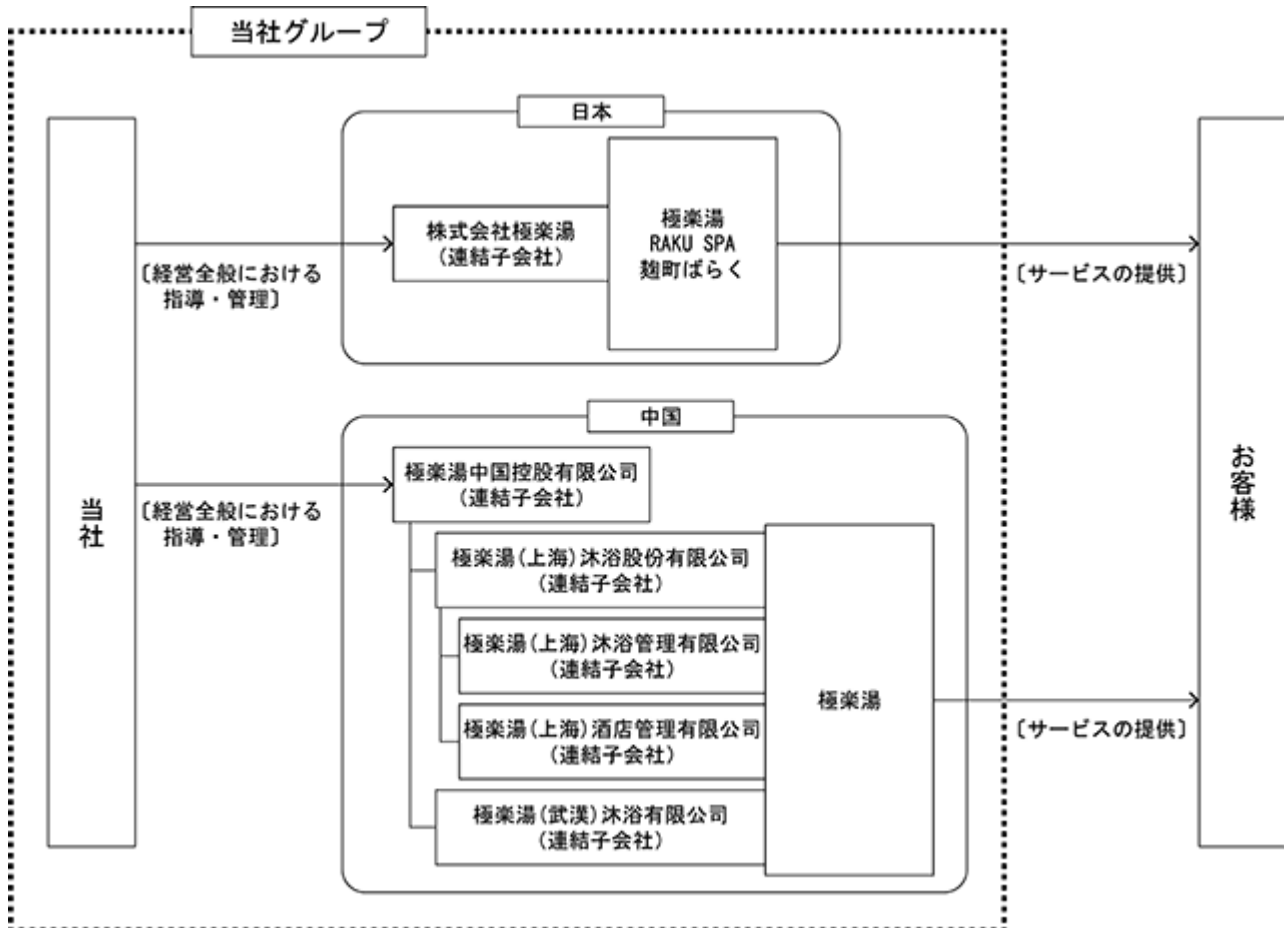 当社グループ
日本
株式会社極楽湯
(連結子会社)
極楽湯
RAKU SPA
麹町ばらく
〔経営全般における
指導・管理〕
〔サービスの提供〕
中国
極楽湯中国控股有限公司
(連結子会社)
当社
〔経営全般における
指導・管理〕
極楽湯(上海)沐浴股份有限公司
(連結子会社)
極楽湯(上海)沐浴管理有限公司
(連結子会社)
極楽湯(上海)酒店管理有限公司
(連結子会社)
極楽湯(武漢)沐浴有限公司
(連結子会社)
極楽湯
〔サービスの提供〕
お客様